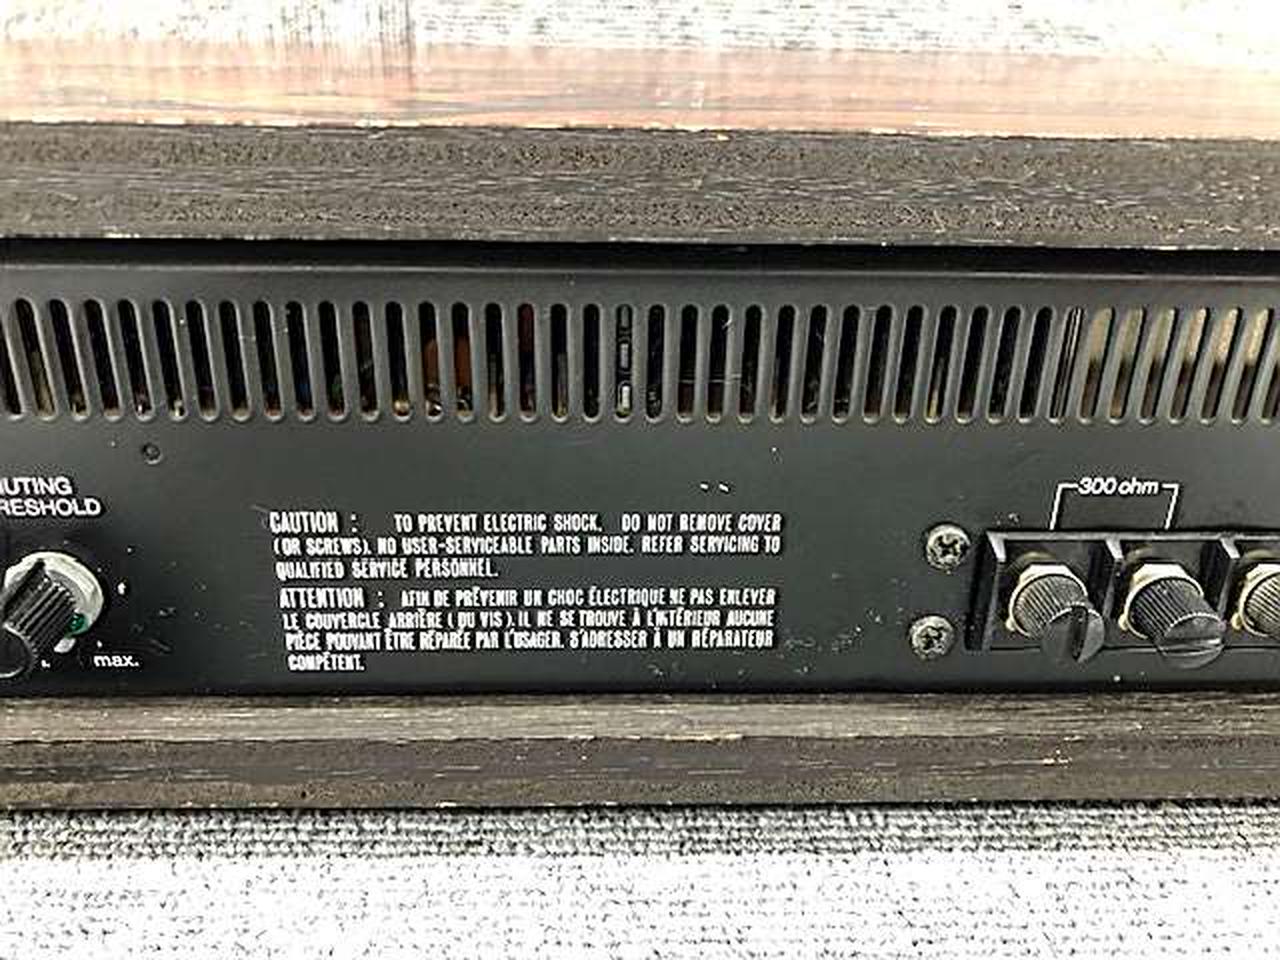 UTING
RESHOLD
max.
CAUTION : TO PREVENT ELECTRIC SHOCK, DO NOT REMOVE COVER
(OR SCREWS). NO USER-SERVICEABLE PARTS INSIDE. REFER SERVICING TO
QUALIFIED SERVICE PERSONNEL.
ATTENTION : AFIN DE PRÉVENIR UN CHOC ÉLECTRIQUE NE PAS ENLEVER
LE COUVERCLE ARRIÈRE ( OU VIS ). IL NE SE TROUVE À L'INTÉRIEUR AUCUNE
PIÈCE POUVANT ÊTRE RÉPARÉE PAR L'USAGER. S'ADRESSER À UN RÉPARATEUR
COMPÉTENT.
300 ohm